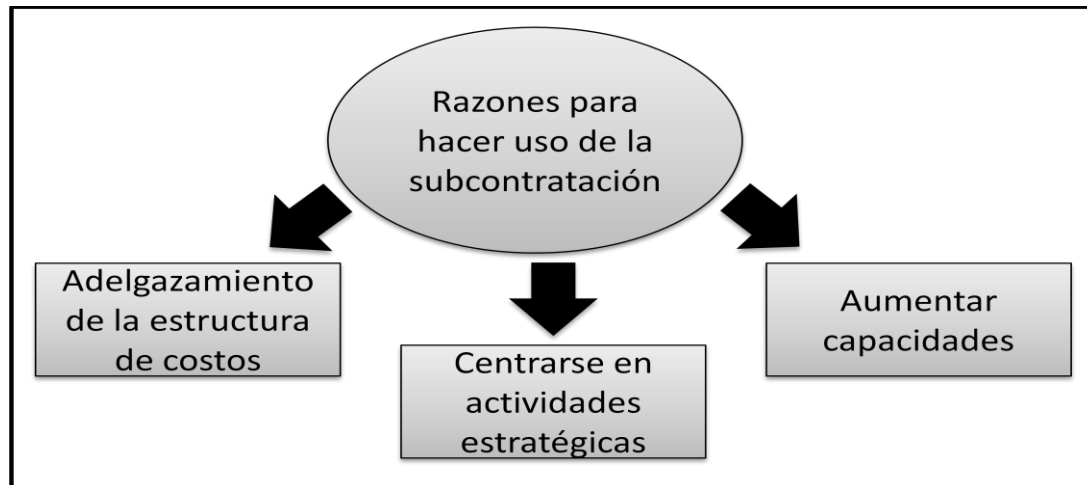 Razones para
hacer uso de la
subcontratación
Adelgazamiento
de la estructura
de costos
Centrarse en
actividades
estratégicas
Aumentar
capacidades